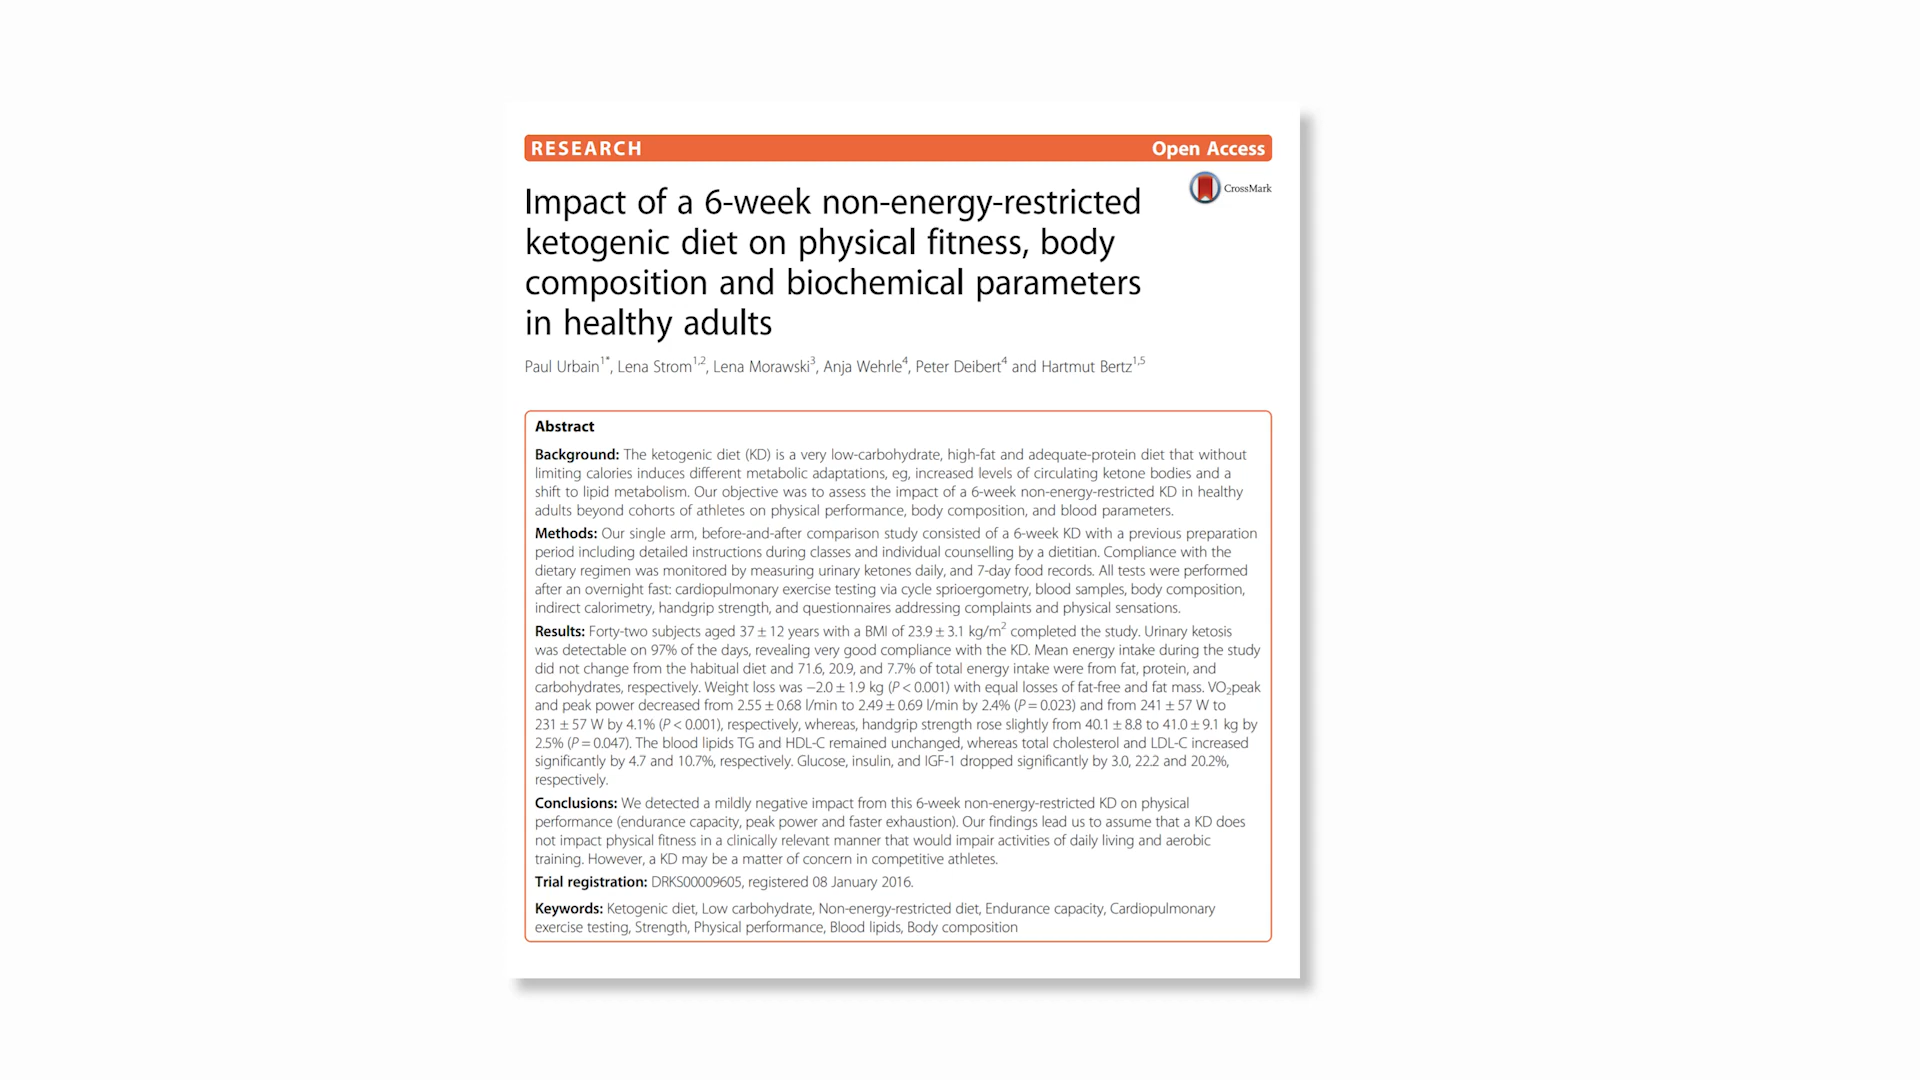 RESEARCH
Open Access
CrossMark
Impact of a 6-week non-energy-restricted
ketogenic diet on physical fitness, body
composition and biochemical parameters
in healthy adults
Paul Urbain1*, Lena Strom1,2, Lena Morawski3, Anja Wehrle4, Peter Deibert4 and Hartmut Bertz1,5
Abstract
Background: The ketogenic diet (KD) is a very low-carbohydrate, high-fat and adequate-protein diet that without
limiting calories induces different metabolic adaptations, eg, increased levels of circulating ketone bodies and a
shift to lipid metabolism. Our objective was to assess the impact of a 6-week non-energy-restricted KD in healthy
adults beyond cohorts of athletes on physical performance, body composition, and blood parameters.
Methods: Our single arm, before-and-after comparison study consisted of a 6-week KD with a previous preparation
period including detailed instructions during classes and individual counselling by a dietitian. Compliance with the
dietary regimen was monitored by measuring urinary ketones daily, and 7-day food records. All tests were performed
after an overnight fast: cardiopulmonary exercise testing via cycle sprioergometry, blood samples, body composition,
indirect calorimetry, handgrip strength, and questionnaires addressing complaints and physical sensations.
Results: Forty-two subjects aged 37 ± 12 years with a BMI of 23.9 ± 3.1 kg/m2 completed the study. Urinary ketosis
was detectable on 97% of the days, revealing very good compliance with the KD. Mean energy intake during the study
did not change from the habitual diet and 71.6, 20.9, and 7.7% of total energy intake were from fat, protein, and
carbohydrates, respectively. Weight loss was −2.0 ± 1.9 kg (P < 0.001) with equal losses of fat-free and fat mass. VO2peak
and peak power decreased from 2.55 ± 0.68 l/min to 2.49 ± 0.69 l/min by 2.4% (P = 0.023) and from 241 ± 57 W to
231 ± 57 W by 4.1% (P < 0.001), respectively, whereas, handgrip strength rose slightly from 40.1 ± 8.8 to 41.0 ± 9.1 kg by
2.5% (P = 0.047). The blood lipids TG and HDL-C remained unchanged, whereas total cholesterol and LDL-C increased
significantly by 4.7 and 10.7%, respectively. Glucose, insulin, and IGF-1 dropped significantly by 3.0, 22.2 and 20.2%,
respectively.
Conclusions: We detected a mildly negative impact from this 6-week non-energy-restricted KD on physical
performance (endurance capacity, peak power and faster exhaustion). Our findings lead us to assume that a KD does
not impact physical fitness in a clinically relevant manner that would impair activities of daily living and aerobic
training. However, a KD may be a matter of concern in competitive athletes.
Trial registration: DRKS00009605, registered 08 January 2016.
Keywords: Ketogenic diet, Low carbohydrate, Non-energy-restricted diet, Endurance capacity, Cardiopulmonary
exercise testing, Strength, Physical performance, Blood lipids, Body composition